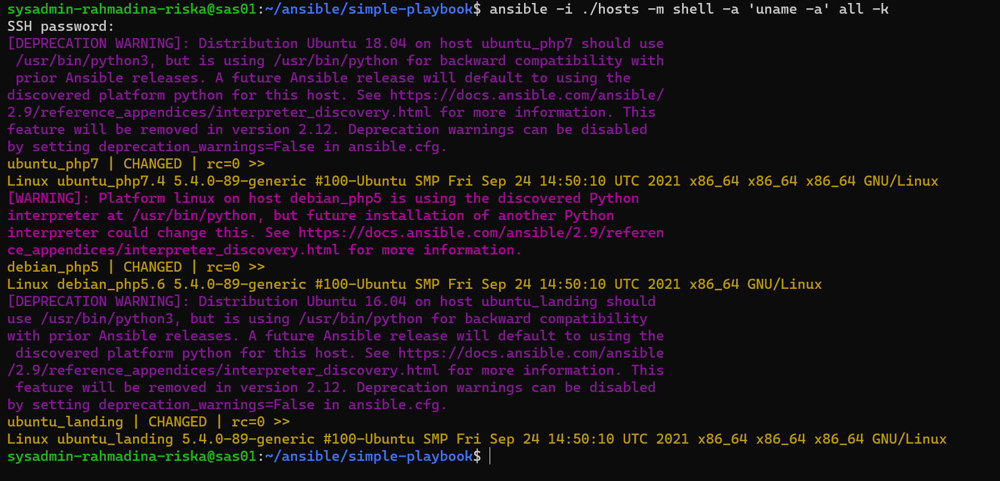 sysadmin-rahmadina-riska@sas01:~/ansible/simple-playbook$ ansible -i ./hosts -m shell -a 'uname -a' all -k
SSH password:
[DEPRECATION WARNING]: Distribution Ubuntu 18.04 on host ubuntu_php7 should use
 /usr/bin/python3, but is using /usr/bin/python for backward compatibility with
 prior Ansible releases. A future Ansible release will default to using the
discovered platform python for this host. See https://docs.ansible.com/ansible/
2.9/reference_appendices/interpreter_discovery.html for more information. This
feature will be removed in version 2.12. Deprecation warnings can be disabled
by setting deprecation_warnings=False in ansible.cfg.
ubuntu_php7 | CHANGED | rc=0 >>
Linux ubuntu_php7.4 5.4.0-89-generic #100-Ubuntu SMP Fri Sep 24 14:50:10 UTC 2021 x86_64 x86_64 x86_64 GNU/Linux
[WARNING]: Platform linux on host debian_php5 is using the discovered Python
interpreter at /usr/bin/python, but future installation of another Python
interpreter could change this. See https://docs.ansible.com/ansible/2.9/referen
ce_appendices/interpreter_discovery.html for more information.
debian_php5 | CHANGED | rc=0 >>
Linux debian_php5.6 5.4.0-89-generic #100-Ubuntu SMP Fri Sep 24 14:50:10 UTC 2021 x86_64 GNU/Linux
[DEPRECATION WARNING]: Distribution Ubuntu 16.04 on host ubuntu_landing should
use /usr/bin/python3, but is using /usr/bin/python for backward compatibility
with prior Ansible releases. A future Ansible release will default to using the
 discovered platform python for this host. See https://docs.ansible.com/ansible
/2.9/reference_appendices/interpreter_discovery.html for more information. This
 feature will be removed in version 2.12. Deprecation warnings can be disabled
by setting deprecation_warnings=False in ansible.cfg.
ubuntu_landing | CHANGED | rc=0 >>
Linux ubuntu_landing 5.4.0-89-generic #100-Ubuntu SMP Fri Sep 24 14:50:10 UTC 2021 x86_64 x86_64 x86_64 GNU/Linux
sysadmin-rahmadina-riska@sas01:~/ansible/simple-playbook$